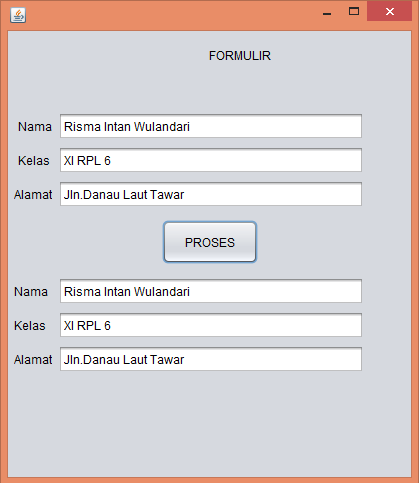 FORMULIR
Nama Risma Intan Wulandari
Kelas XI RPL 6
Alamat Jln.Danau Laut Tawar
PROSES
Nama Risma Intan Wulandari
Kelas XI RPL 6
Alamat Jln.Danau Laut Tawar